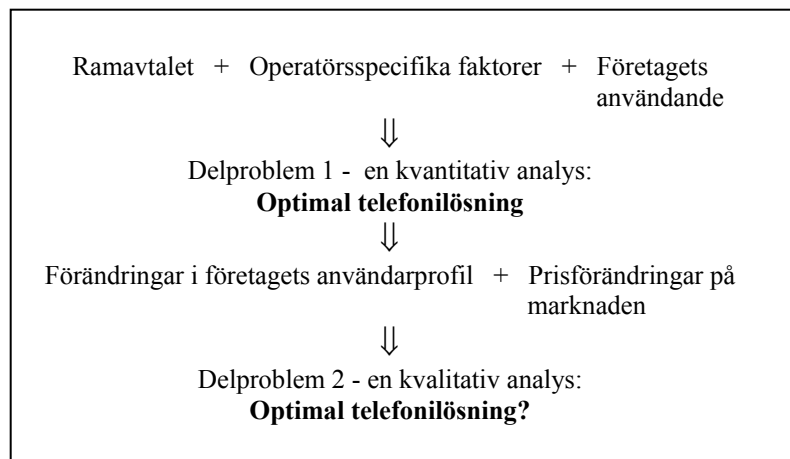 Ramavtalet + Operatörsspecifika faktorer + Företagets
användande
⇓
Delproblem 1 - en kvantitativ analys:
Optimal telefonilösning
⇓
Förändringar i företagets användarprofil + Prisförändringar på
marknaden
⇓
Delproblem 2 - en kvalitativ analys:
Optimal telefonilösning?